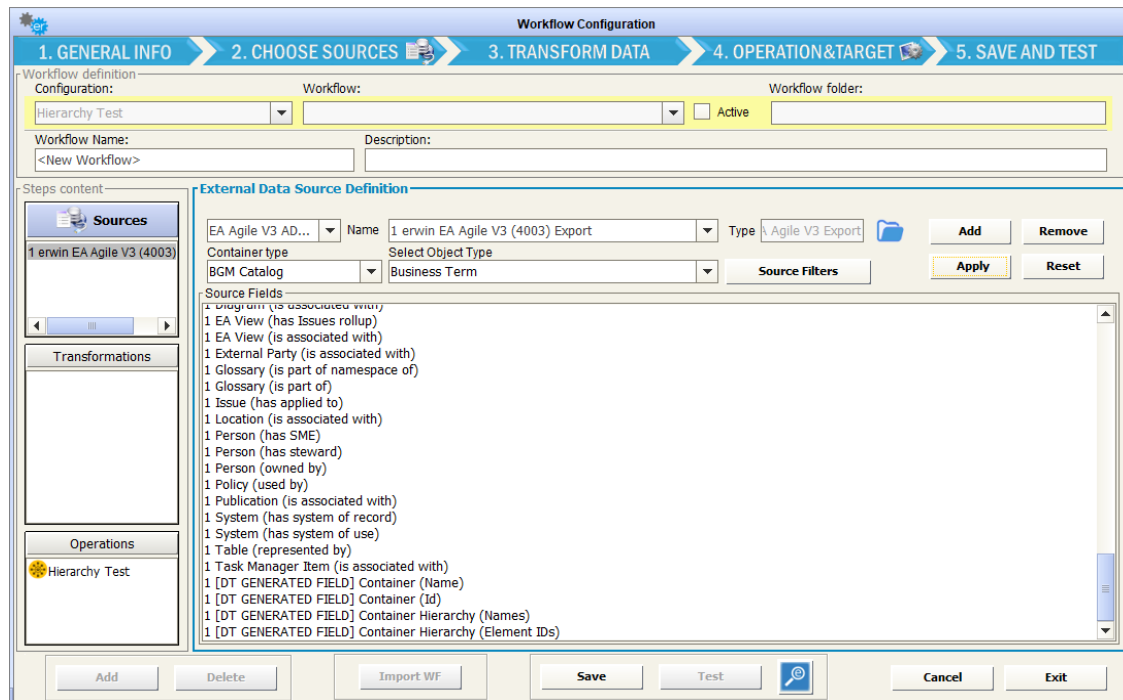 Workflow Configuration
1. GENERAL INFO 2. CHOOSE SOURCES 3. TRANSFORM DATA 4. OPERATION&TARGET 5. SAVE AND TEST
Workflow definition
Configuration: Workflow: Workflow folder:
Hierarchy Test Active
Workflow Name: Description:
<New Workflow>
Steps content
Sources
1 erwin EA Agile V3 (4003)
Transformations
Operations
Hierarchy Test
External Data Source Definition
EA Agile V3 AD... Name 1 erwin EA Agile V3 (4003) Export Type Agile V3 Export Add Remove
Container type Select Object Type
BGM Catalog Business Term Source Filters Apply Reset
Source Fields
1 Diagram (is associated with)
1 EA View (has Issues rollup)
1 EA View (is associated with)
1 External Party (is associated with)
1 Glossary (is part of namespace of)
1 Glossary (is part of)
1 Issue (has applied to)
1 Location (is associated with)
1 Person (has SME)
1 Person (has steward)
1 Person (owned by)
1 Policy (used by)
1 Publication (is associated with)
1 System (has system of record)
1 System (has system of use)
1 Table (represented by)
1 Task Manager Item (is associated with)
1 [DT GENERATED FIELD] Container (Name)
1 [DT GENERATED FIELD] Container (Id)
1 [DT GENERATED FIELD] Container Hierarchy (Names)
1 [DT GENERATED FIELD] Container Hierarchy (Element IDs)
Add Delete Import WF Save Test Cancel Exit